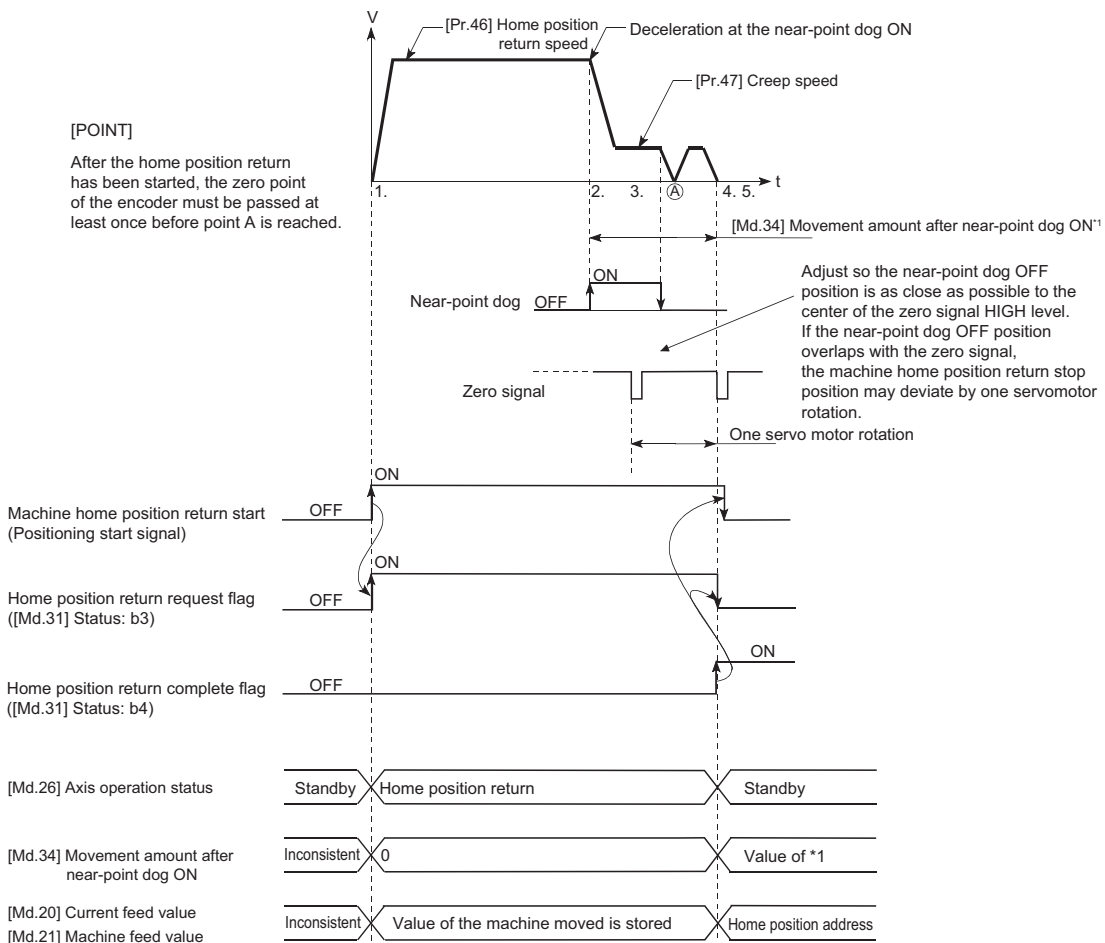 V
[Pr.46] Home position
return speed
Deceleration at the near-point dog ON
[Pr.47] Creep speed
[POINT]
After the home position return
has been started, the zero point
of the encoder must be passed at
least once before point A is reached.
t
1.
2.
3.
Ⓐ
4. 5.
[Md.34] Movement amount after near-point dog ON*1
ON
Near-point dog
OFF
Adjust so the near-point dog OFF
position is as close as possible to the
center of the zero signal HIGH level.
If the near-point dog OFF position
overlaps with the zero signal,
the machine home position return stop
position may deviate by one servomotor
rotation.
Zero signal
One servo motor rotation
ON
Machine home position return start
(Positioning start signal)
OFF
ON
Home position return request flag
([Md.31] Status: b3)
OFF
ON
Home position return complete flag
([Md.31] Status: b4)
OFF
[Md.26] Axis operation status
Standby
Home position return
Standby
[Md.34] Movement amount after
near-point dog ON
Inconsistent
0
Value of *1
[Md.20] Current feed value
[Md.21] Machine feed value
Inconsistent
Value of the machine moved is stored
Home position address